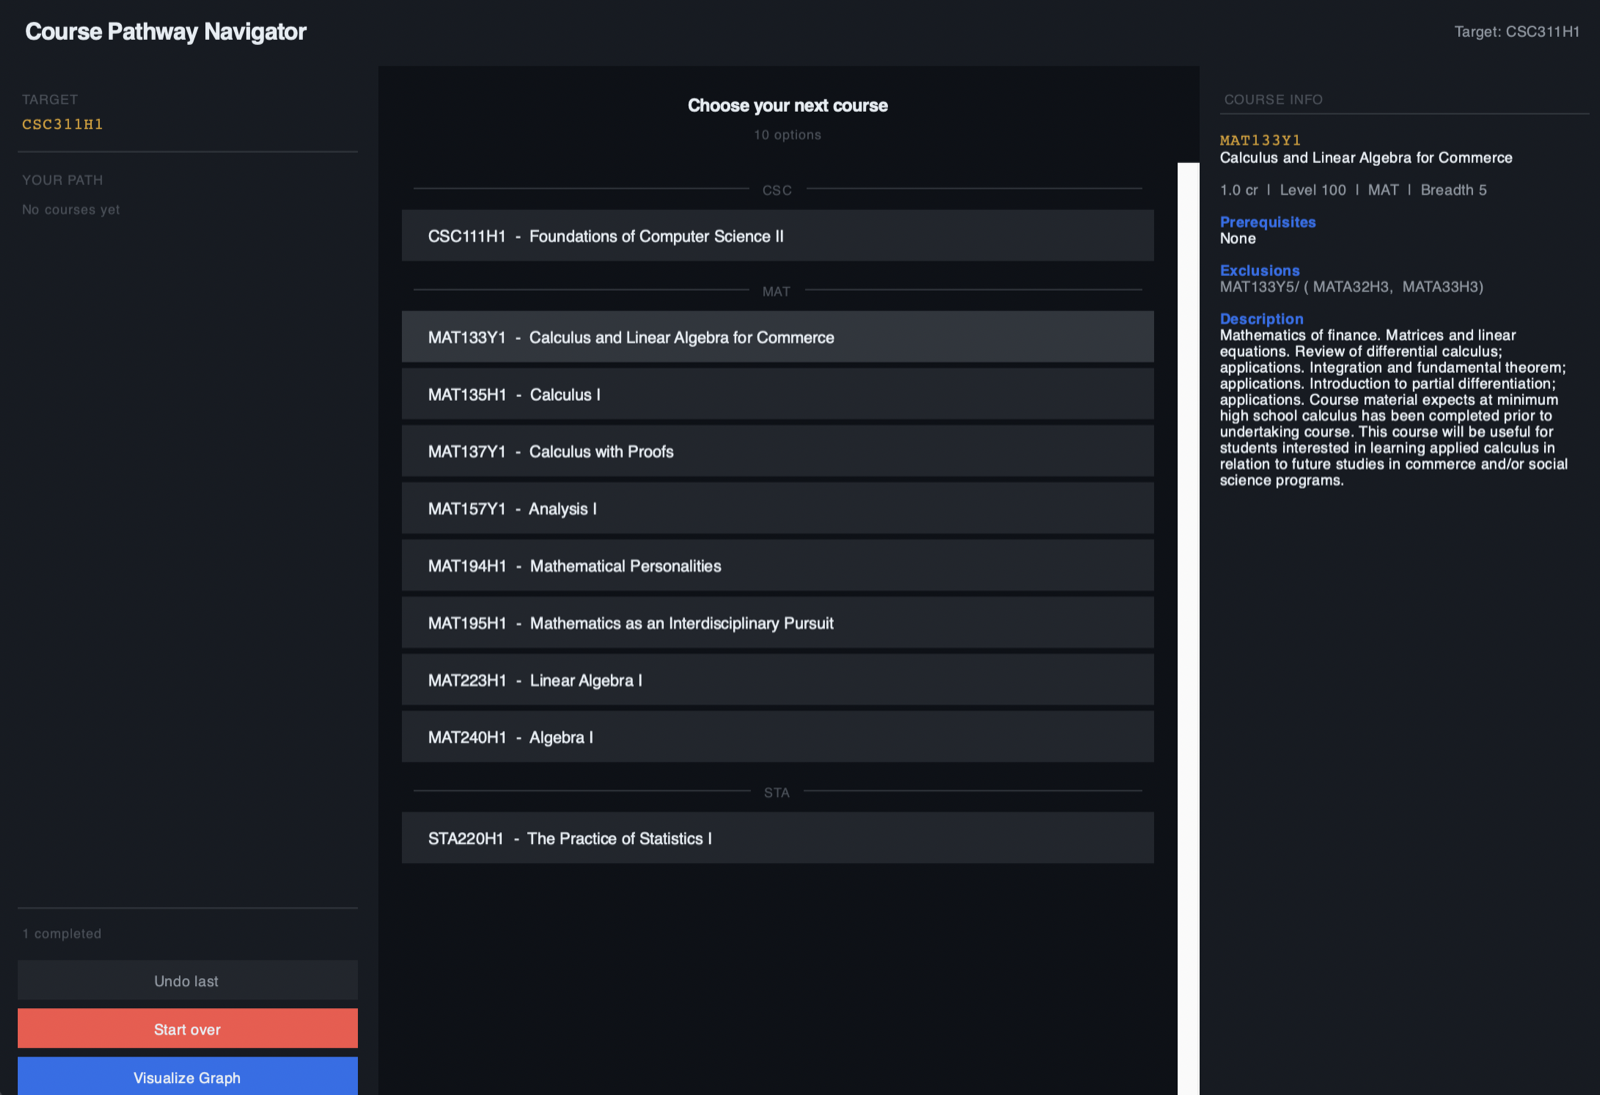 Course Pathway Navigator
Target: CSC311H1
TARGET
CSC311H1
YOUR PATH
No courses yet
1 completed
Undo last
Start over
Visualize Graph
Choose your next course
10 options
CSC
CSC111H1 - Foundations of Computer Science II
MAT
MAT133Y1 - Calculus and Linear Algebra for Commerce
MAT135H1 - Calculus I
MAT137Y1 - Calculus with Proofs
MAT157Y1 - Analysis I
MAT194H1 - Mathematical Personalities
MAT195H1 - Mathematics as an Interdisciplinary Pursuit
MAT223H1 - Linear Algebra I
MAT240H1 - Algebra I
STA
STA220H1 - The Practice of Statistics I
COURSE INFO
MAT133Y1
Calculus and Linear Algebra for Commerce
1.0 cr | Level 100 | MAT | Breadth 5
Prerequisites
None
Exclusions
MAT133Y5/ ( MATA32H3, MATA33H3)
Description
Mathematics of finance. Matrices and linear
equations. Review of differential calculus;
applications. Integration and fundamental theorem;
applications. Introduction to partial differentiation;
applications. Course material expects at minimum
high school calculus has been completed prior to
undertaking course. This course will be useful for
students interested in learning applied calculus in
relation to future studies in commerce and/or social
science programs.